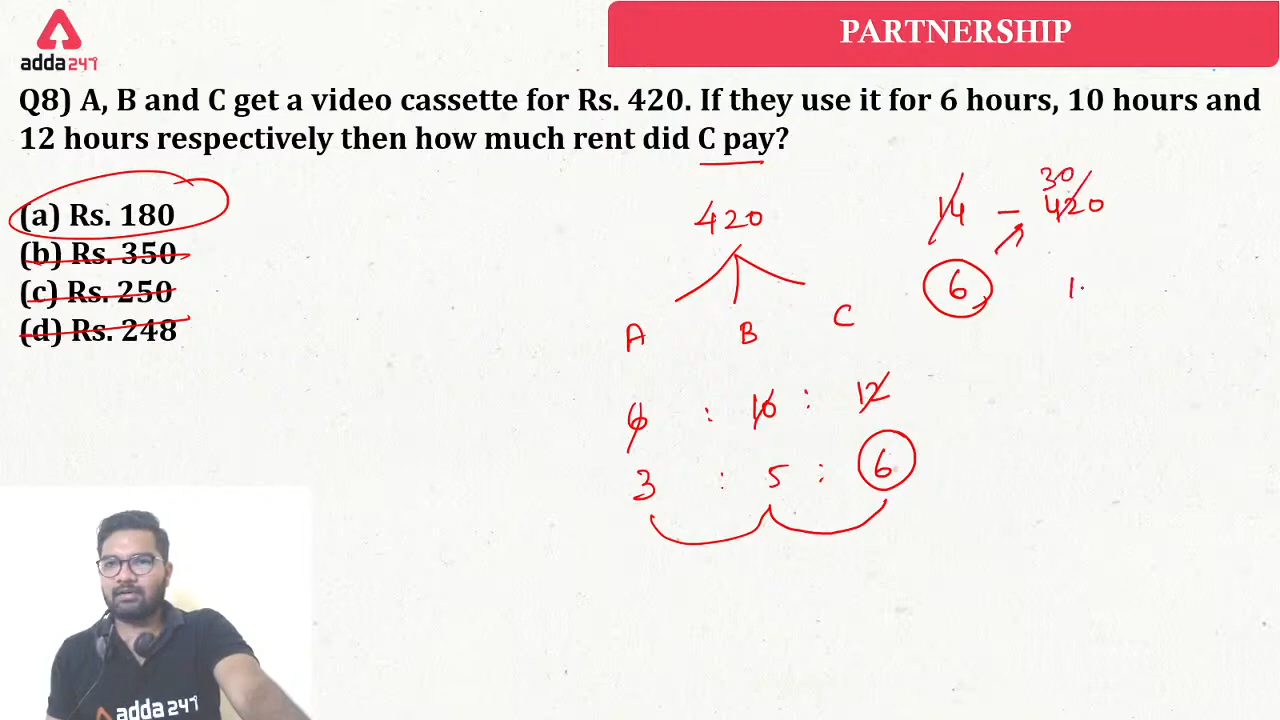 PARTNERSHIP
adda247
Q8) A, B and C get a video cassette for Rs. 420. If they use it for 6 hours, 10 hours and
12 hours respectively then how much rent did C pay?
(a) Rs. 180
(b) Rs. 350
(c) Rs. 250
(d) Rs. 248
420
A B C
6 : 10 : 12
3 : 5 : 6
30
14 - 420
6 1
adda247